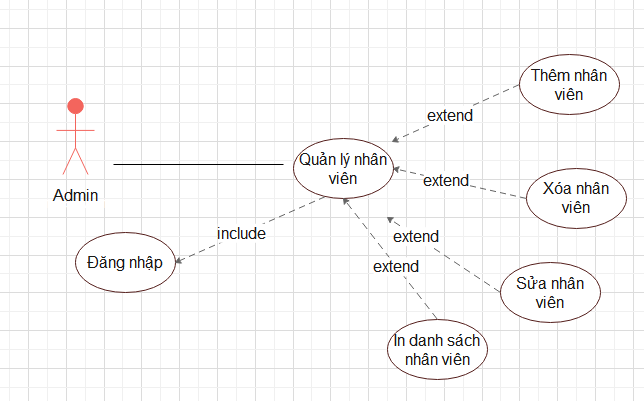 Thêm nhân
viên
extend
Quản lý nhân
viên
extend
Xóa nhân
viên
Admin
include
extend
Đăng nhập
extend
Sửa nhân
viên
In danh sách
nhân viên